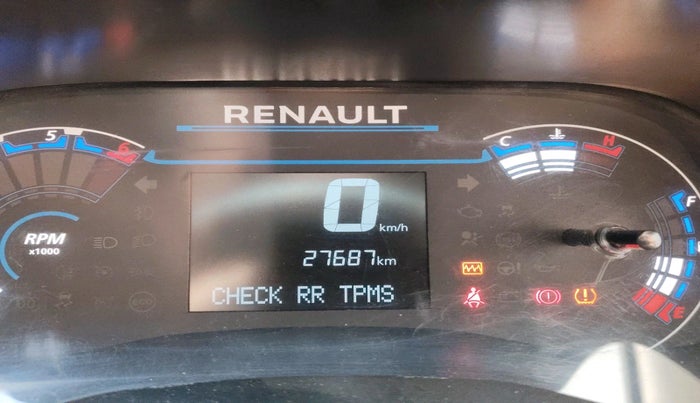 RENAULT
5 6
C H
0 km/h
F
RPM
x1000
27687km
CHECK RR TPMS
E